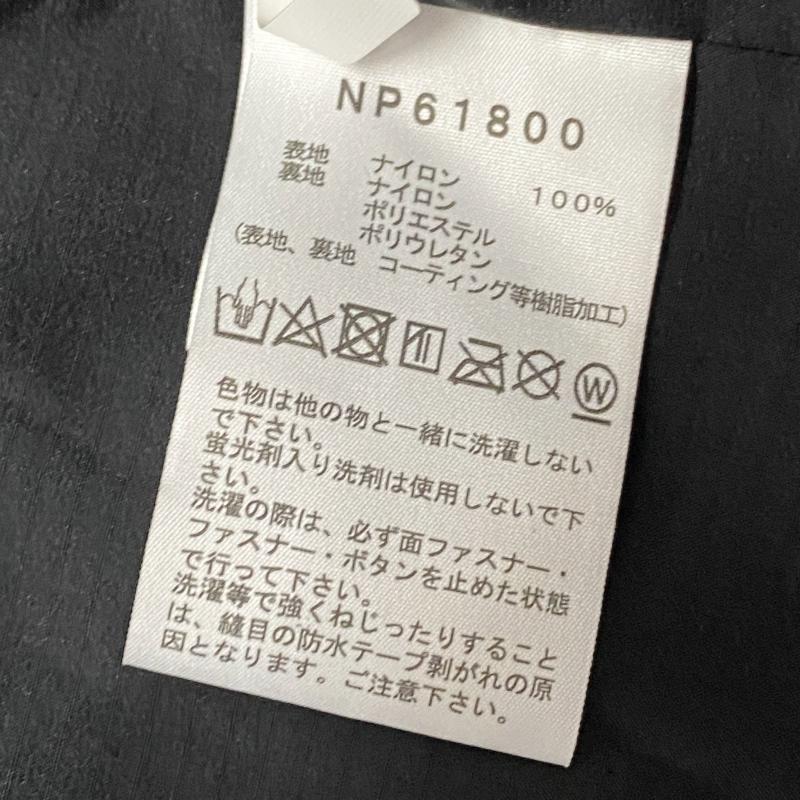 NP61800
表地 ナイロン 100%
裏地 ナイロン
ポリエステル
ポリウレタン
(表地、裏地 コーティング等樹脂加工)
W
色物は他の物と一緒に洗濯しない
で下さい。
蛍光剤入り洗剤は使用しないで下
さい。
洗濯の際は、必ず面ファスナー・
ファスナー・ボタンを止めた状態
で行って下さい。
洗濯等で強くねじったりすること
は、縫目の防水テープ剥がれの原
因となります。ご注意下さい。